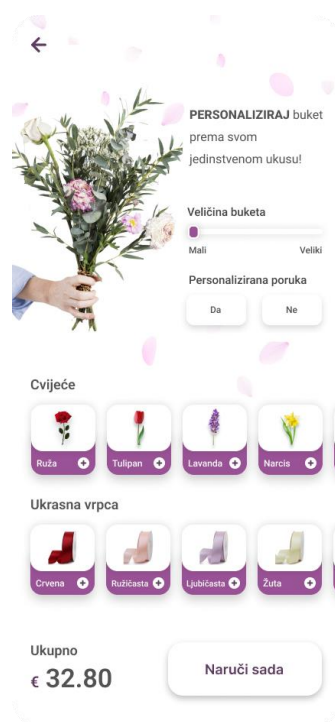 PERSONALIZIRAJ buket
prema svom
jedinstvenom ukusu!
Veličina buketa
Mali Veliki
Personalizirana poruka
Da Ne
Cvijeće
Ruža Tulipan Lavanda Narcis
Ukrasna vrpca
Crvena Ružičasta Ljubičasta Žuta
Ukupno
€ 32.80
Naruči sada